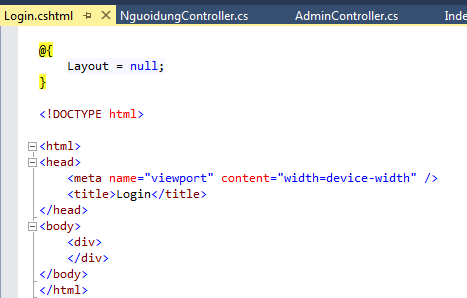 Login.cshtml NguoidungController.cs AdminController.cs Inde
@{
    Layout = null;
}
<!DOCTYPE html>
<html>
<head>
    <meta name="viewport" content="width=device-width" />
    <title>Login</title>
</head>
<body>
    <div>
    </div>
</body>
</html>